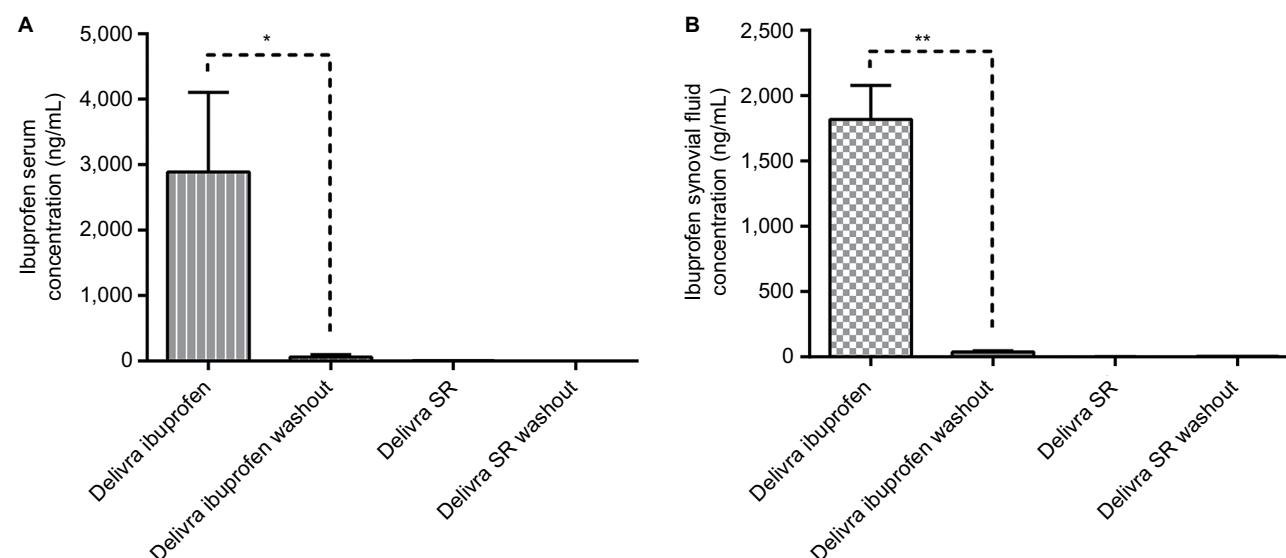 A
Ibuprofen serum
concentration (ng/mL)
5,000
4,000
3,000
2,000
1,000
0
*
Delivra ibuprofen
Delivra ibuprofen washout
Delivra SR
Delivra SR washout
B
Ibuprofen synovial fluid
concentration (ng/mL)
2,500
2,000
1,500
1,000
500
0
**
Delivra ibuprofen
Delivra ibuprofen washout
Delivra SR
Delivra SR washout